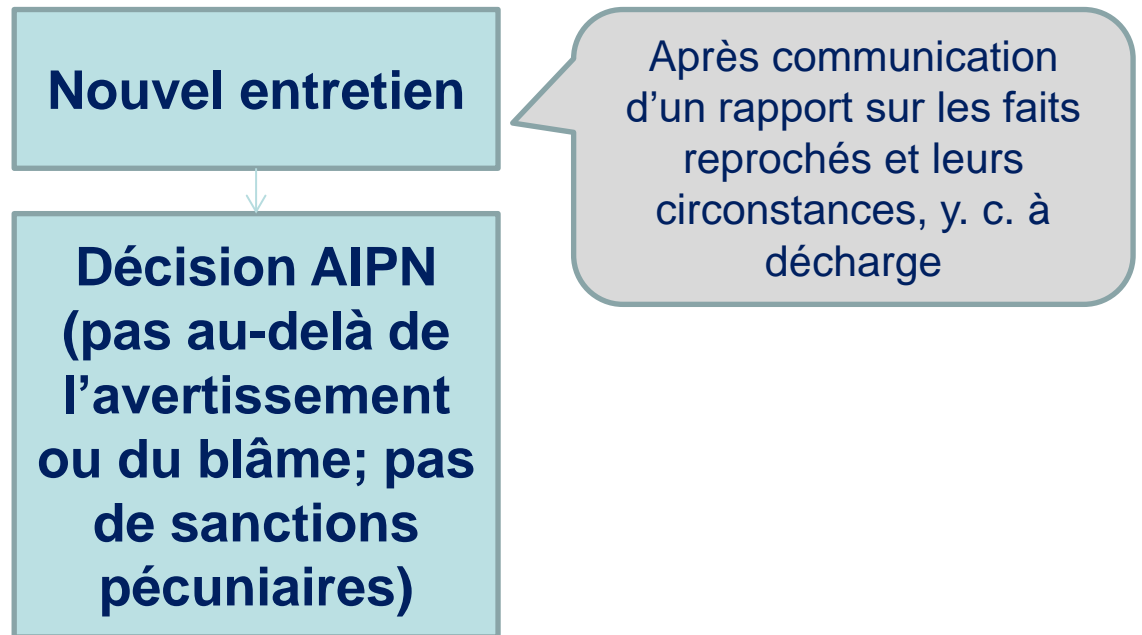 Nouvel entretien
Après communication
d’un rapport sur les faits
reprochés et leurs
circonstances, y. c. à
décharge
Décision AIPN
(pas au-delà de
l’avertissement
ou du blâme; pas
de sanctions
pécuniaires)